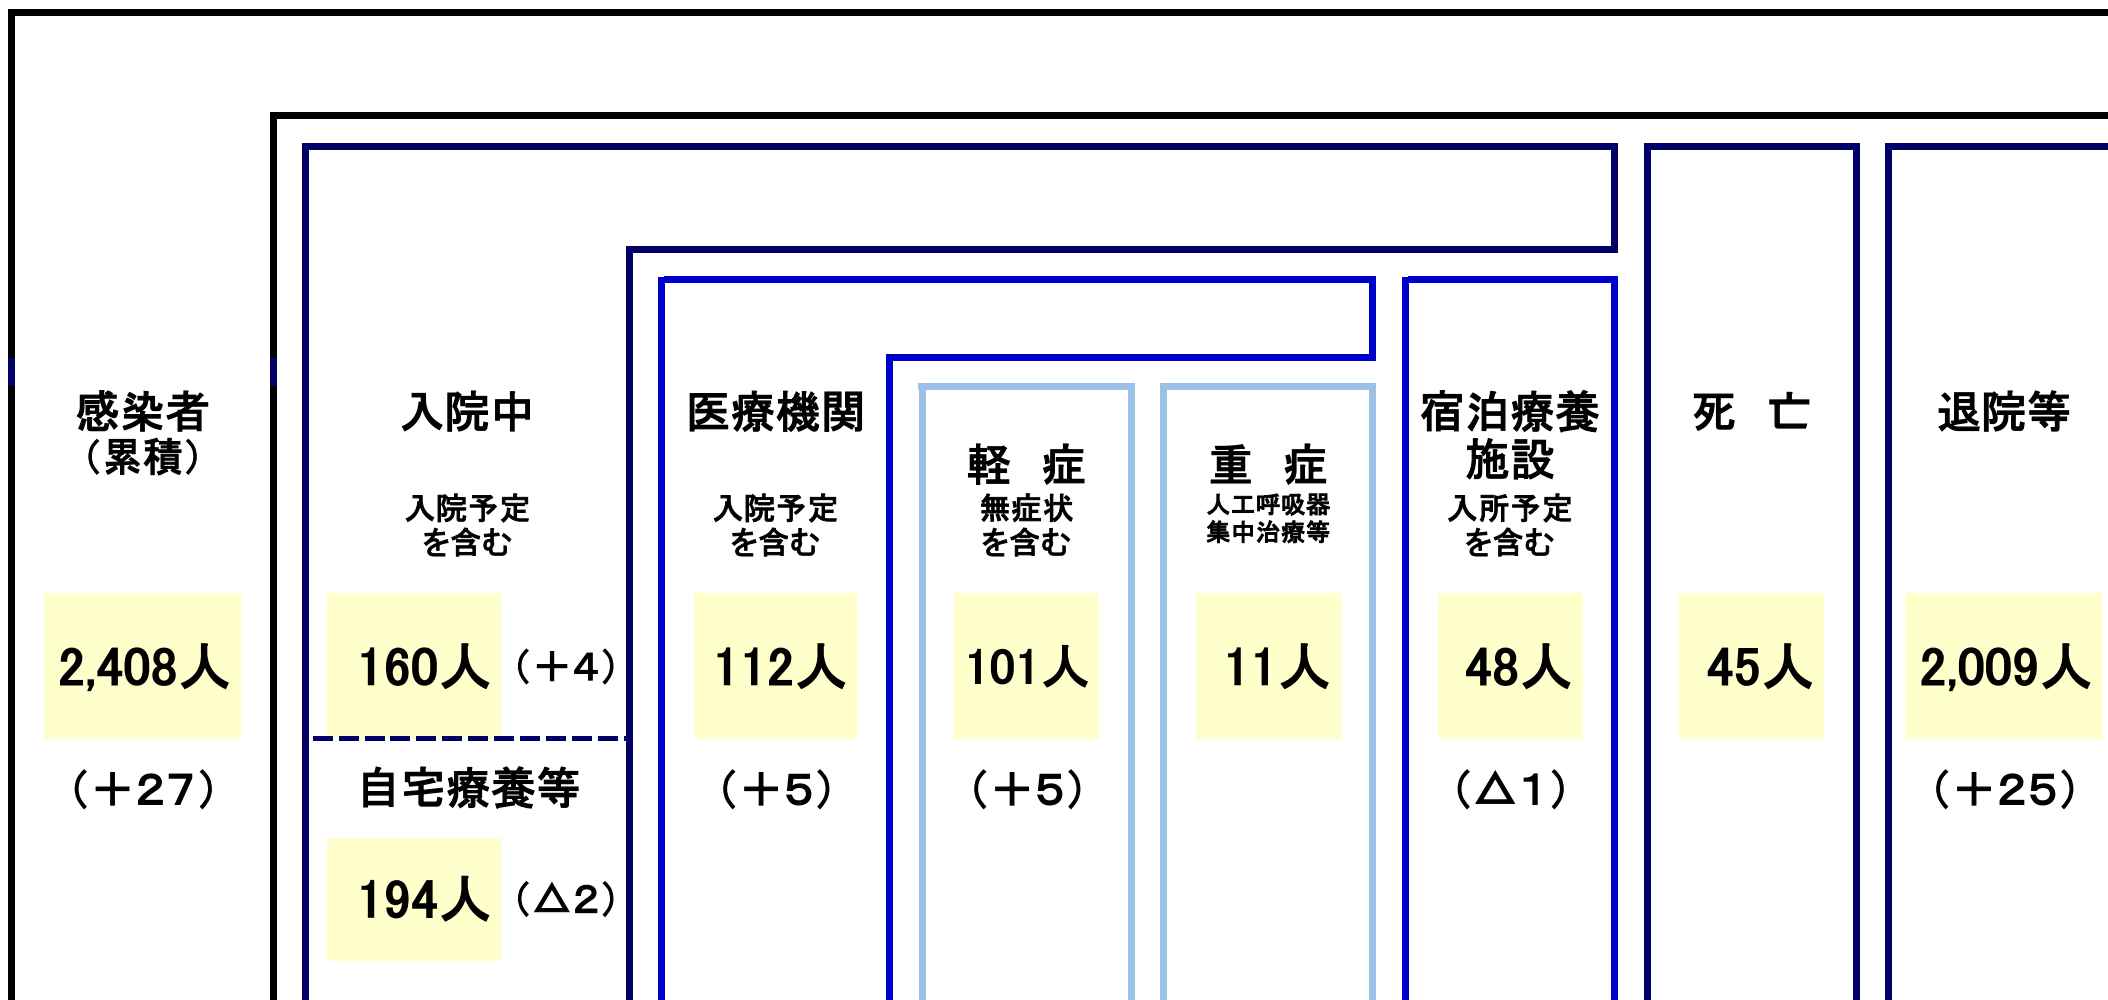 感染者
（累積）
2,408人
（＋27）
入院中
入院予定
を含む
160人（＋4）
自宅療養等
194人（△2）
医療機関
入院予定
を含む
112人
（＋5）
軽　症
無症状
を含む
101人
（＋5）
重　症
人工呼吸器
集中治療等
11人
宿泊療養
施設
入所予定
を含む
48人
（△1）
死　亡
45人
退院等
2,009人
（＋25）